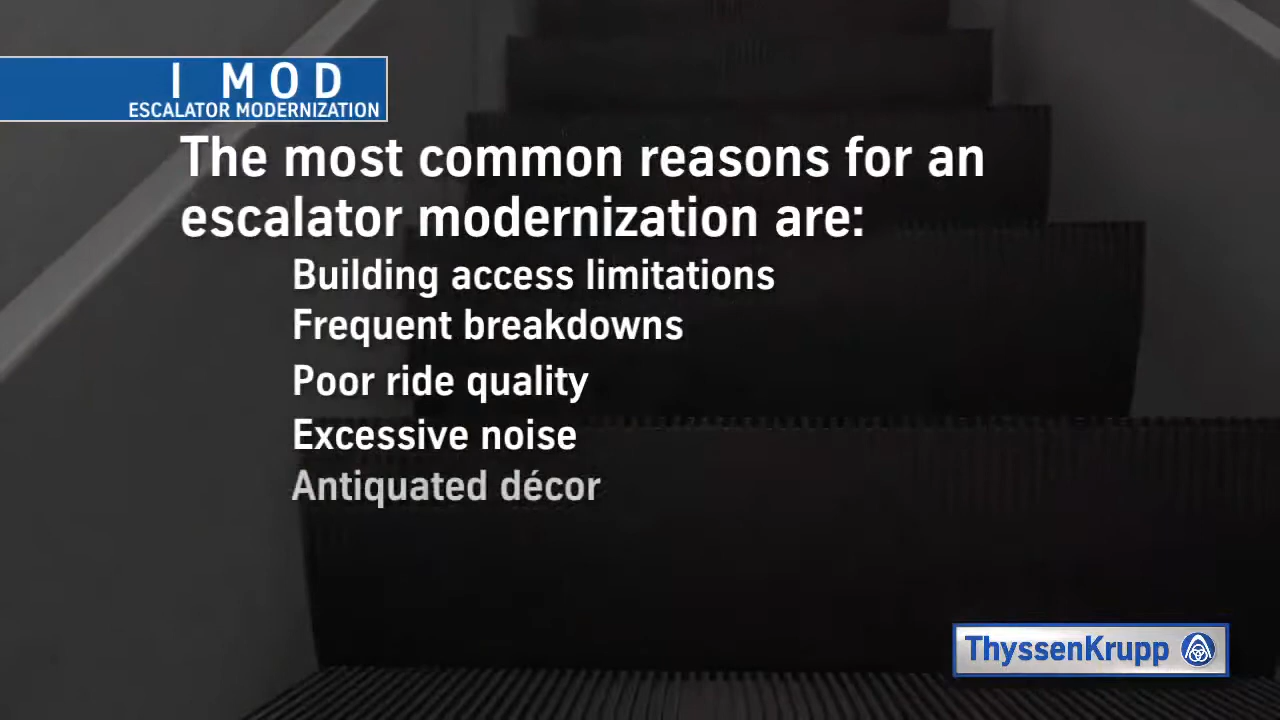 I MOD
ESCALATOR MODERNIZATION
The most common reasons for an
escalator modernization are:
Building access limitations
Frequent breakdowns
Poor ride quality
Excessive noise
Antiquated décor
ThyssenKrupp